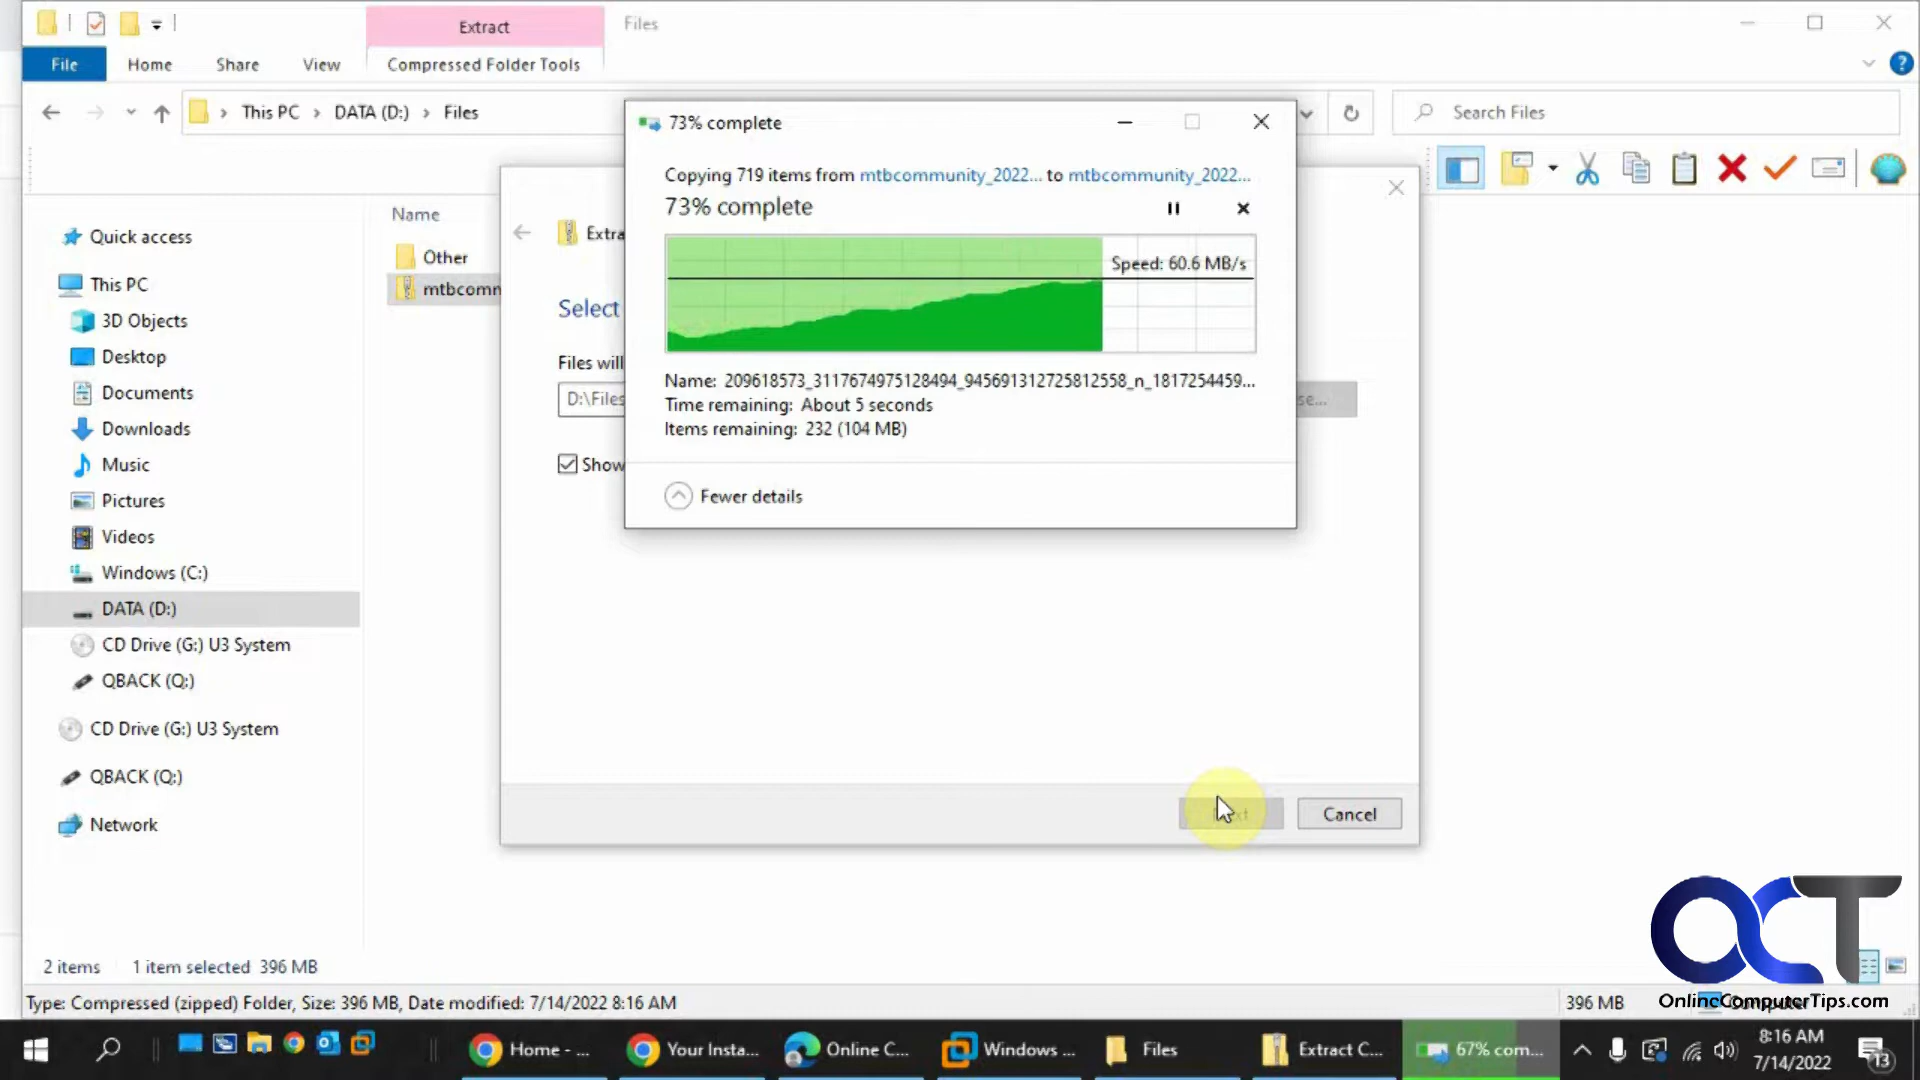 Extract
Files
File
Home
Share
View
Compressed Folder Tools
This PC
DATA (D:)
Files
Search Files
73% complete
Copying 719 items from mtbcommunity_2022... to mtbcommunity_2022...
73% complete
Speed: 60.6 MB/s
Name: 209618573_3117674975128494_945691312725812558_n_1817254459...
Time remaining: About 5 seconds
Items remaining: 232 (104 MB)
Fewer details
Quick access
This PC
3D Objects
Desktop
Documents
Downloads
Music
Pictures
Videos
Windows (C:)
DATA (D:)
CD Drive (G:) U3 System
QBACK (Q:)
CD Drive (G:) U3 System
QBACK (Q:)
Network
Name
Other
mtbcomm
Extra
Select
Files will
D:\Files
Show
Cancel
2 items
1 item selected 396 MB
Type: Compressed (zipped) Folder, Size: 396 MB, Date modified: 7/14/2022 8:16 AM
396 MB
OCT
OnlineComputerTips.com
Home - ...
Your Insta...
Online C...
Windows ...
Files
Extract C...
67% com...
8:16 AM
7/14/2022
13